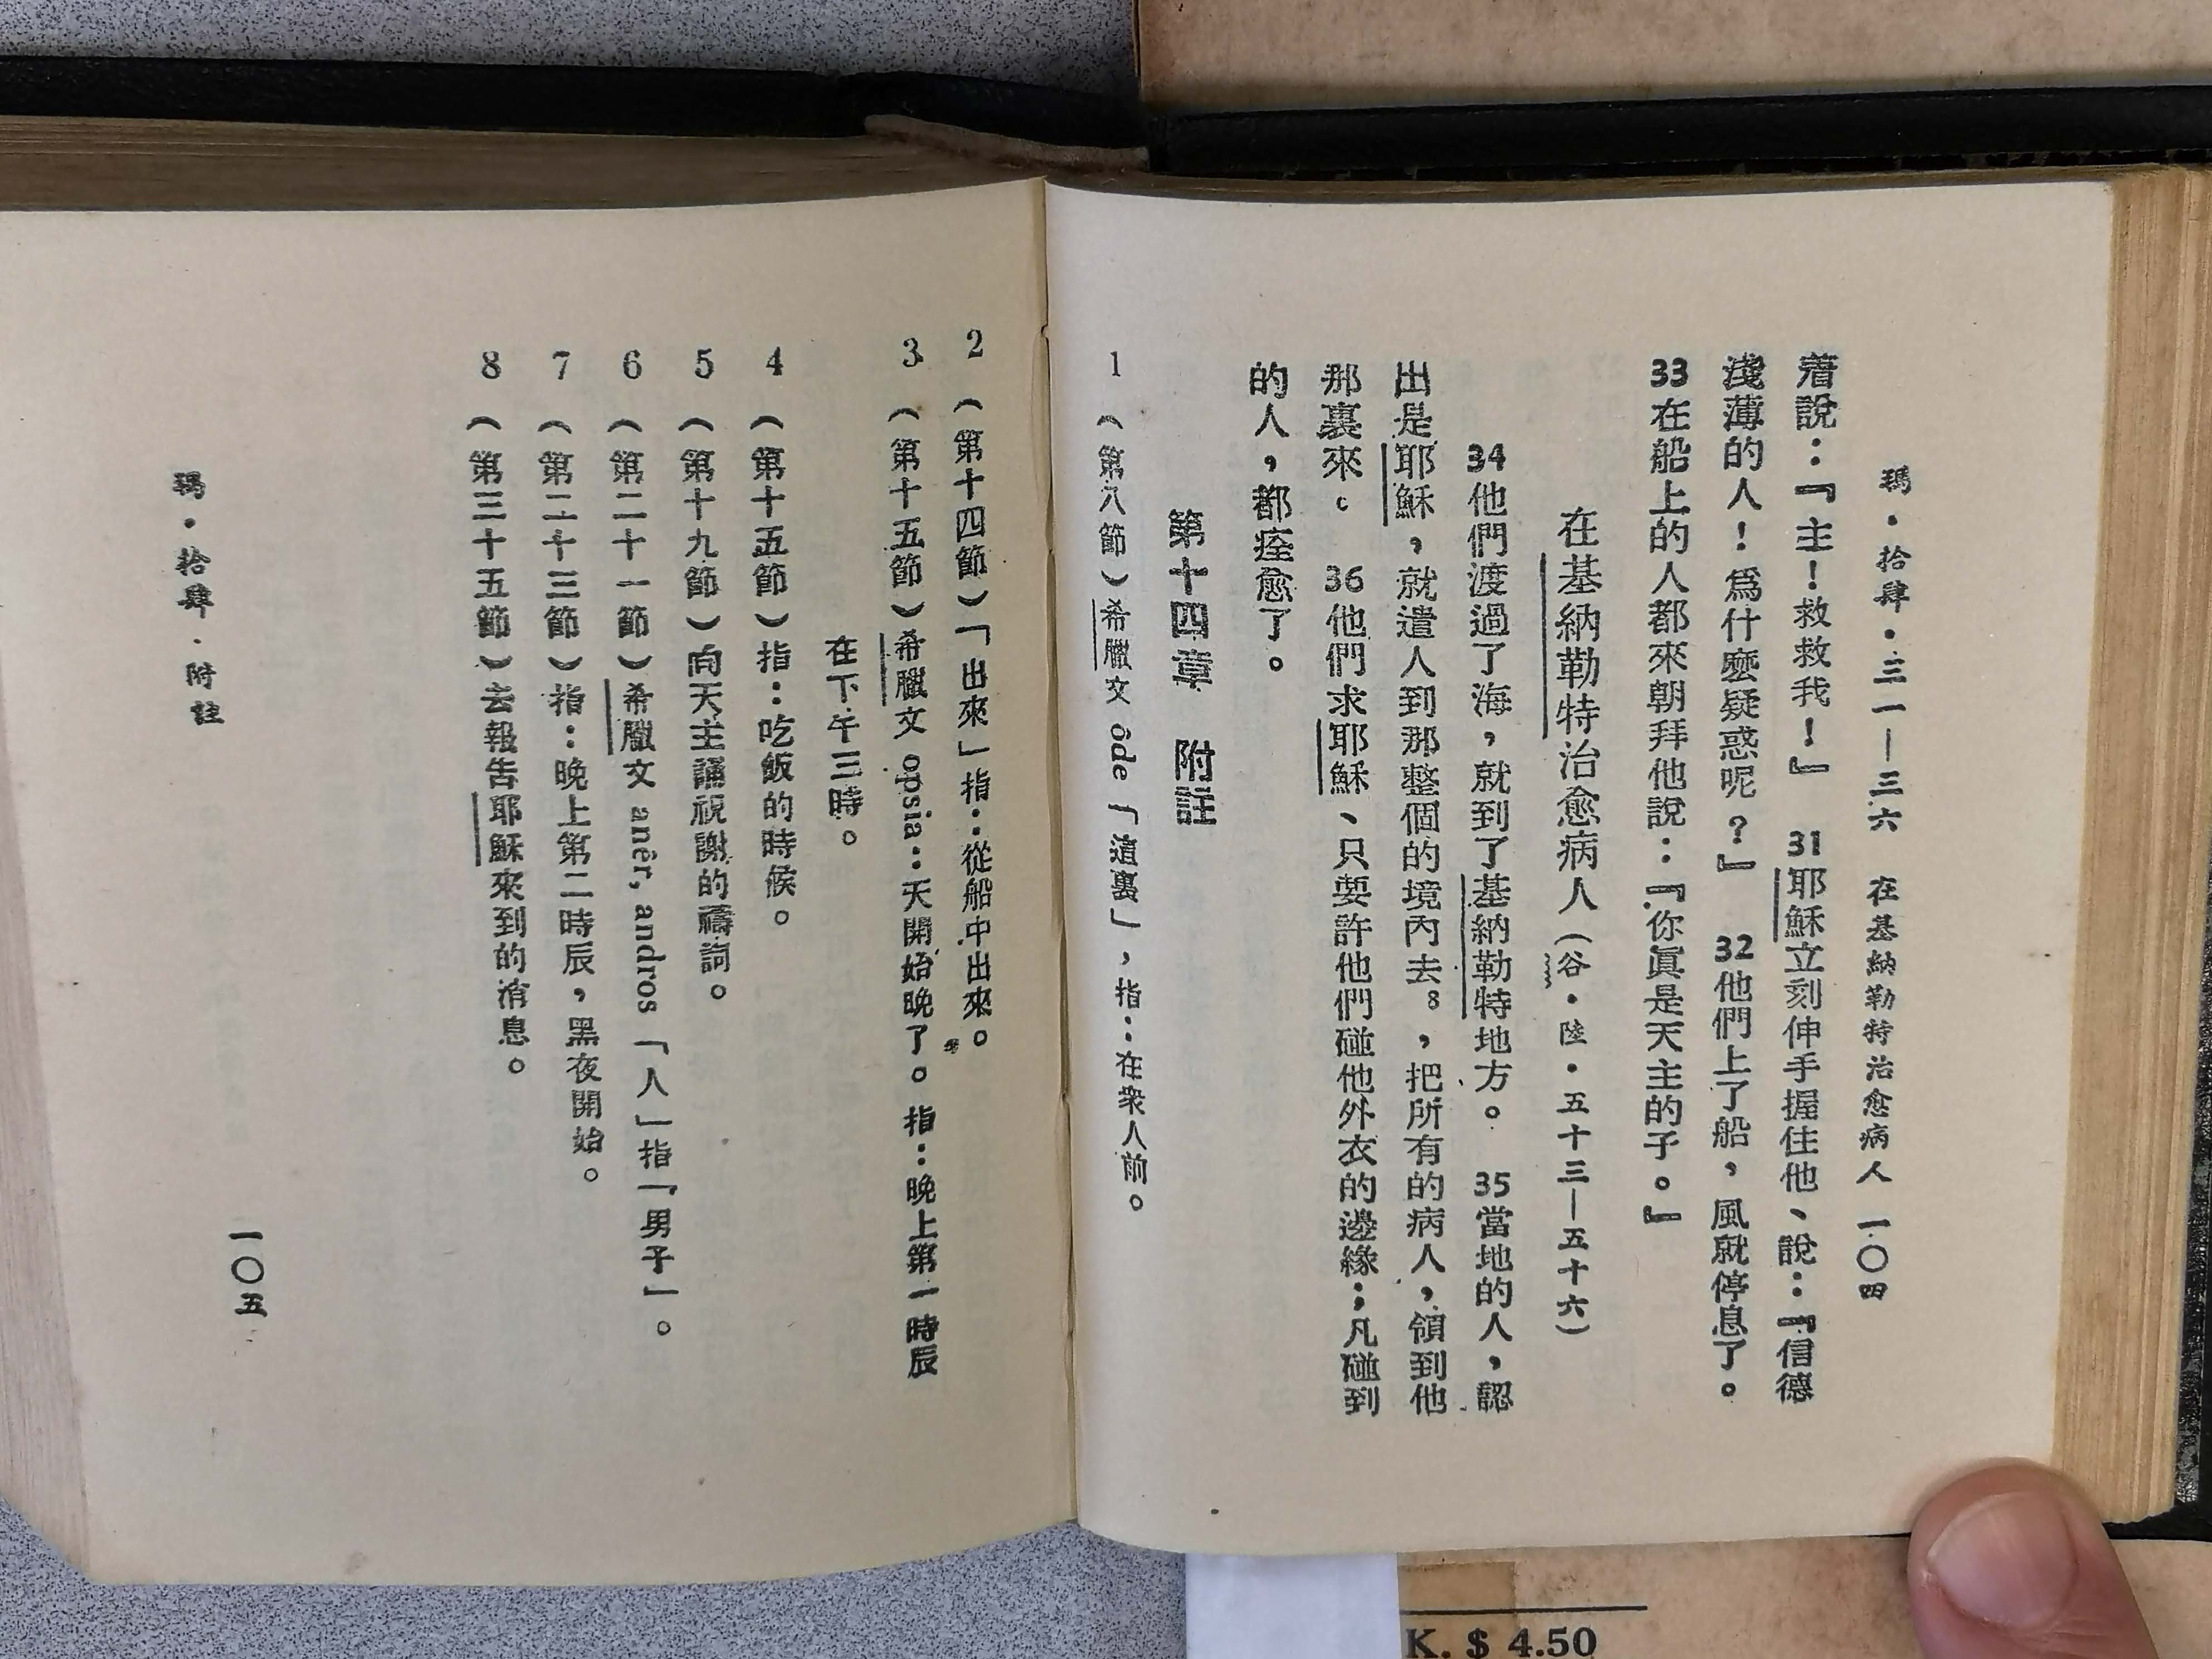 瑪・拾肆・三一—三六　在基納勒特治愈病人　一〇四
着說：『主！救救我！』　31耶穌立刻伸手握住他、說：『信德
淺薄的人！爲什麼疑惑呢？』　32他們上了船，風就停息了。
33在船上的人都來朝拜他說：『你眞是天主的子。』
在基納勒特治愈病人（谷・陸・五十三—五十六）
34他們渡過了海，就到了基納勒特地方。　35當地的人，認
出是耶穌，就遣人到那整個的境內去8，把所有的病人，領到他
那裏來。　36他們求耶穌、只要許他們碰他外衣的邊緣；凡碰到
的人，都痊愈了。
第十四章　附註
1（第八節）希臘文 ôde「這裏」，指：在衆人前。
2（第十四節）「出來」指：從船中出來。
3（第十五節）希臘文 opsia：天開始晚了。指：晚上第一時辰
在下午三時。
4（第十五節）指：吃飯的時候。
5（第十九節）向天主誦祝謝的禱詞。
6（第二十一節）希臘文 anêr, andros「人」指「男子」。
7（第二十三節）指：晚上第二時辰，黑夜開始。
8（第三十五節）去報告耶穌來到的消息。
瑪・拾肆・附註
一〇五
K. $ 4.50